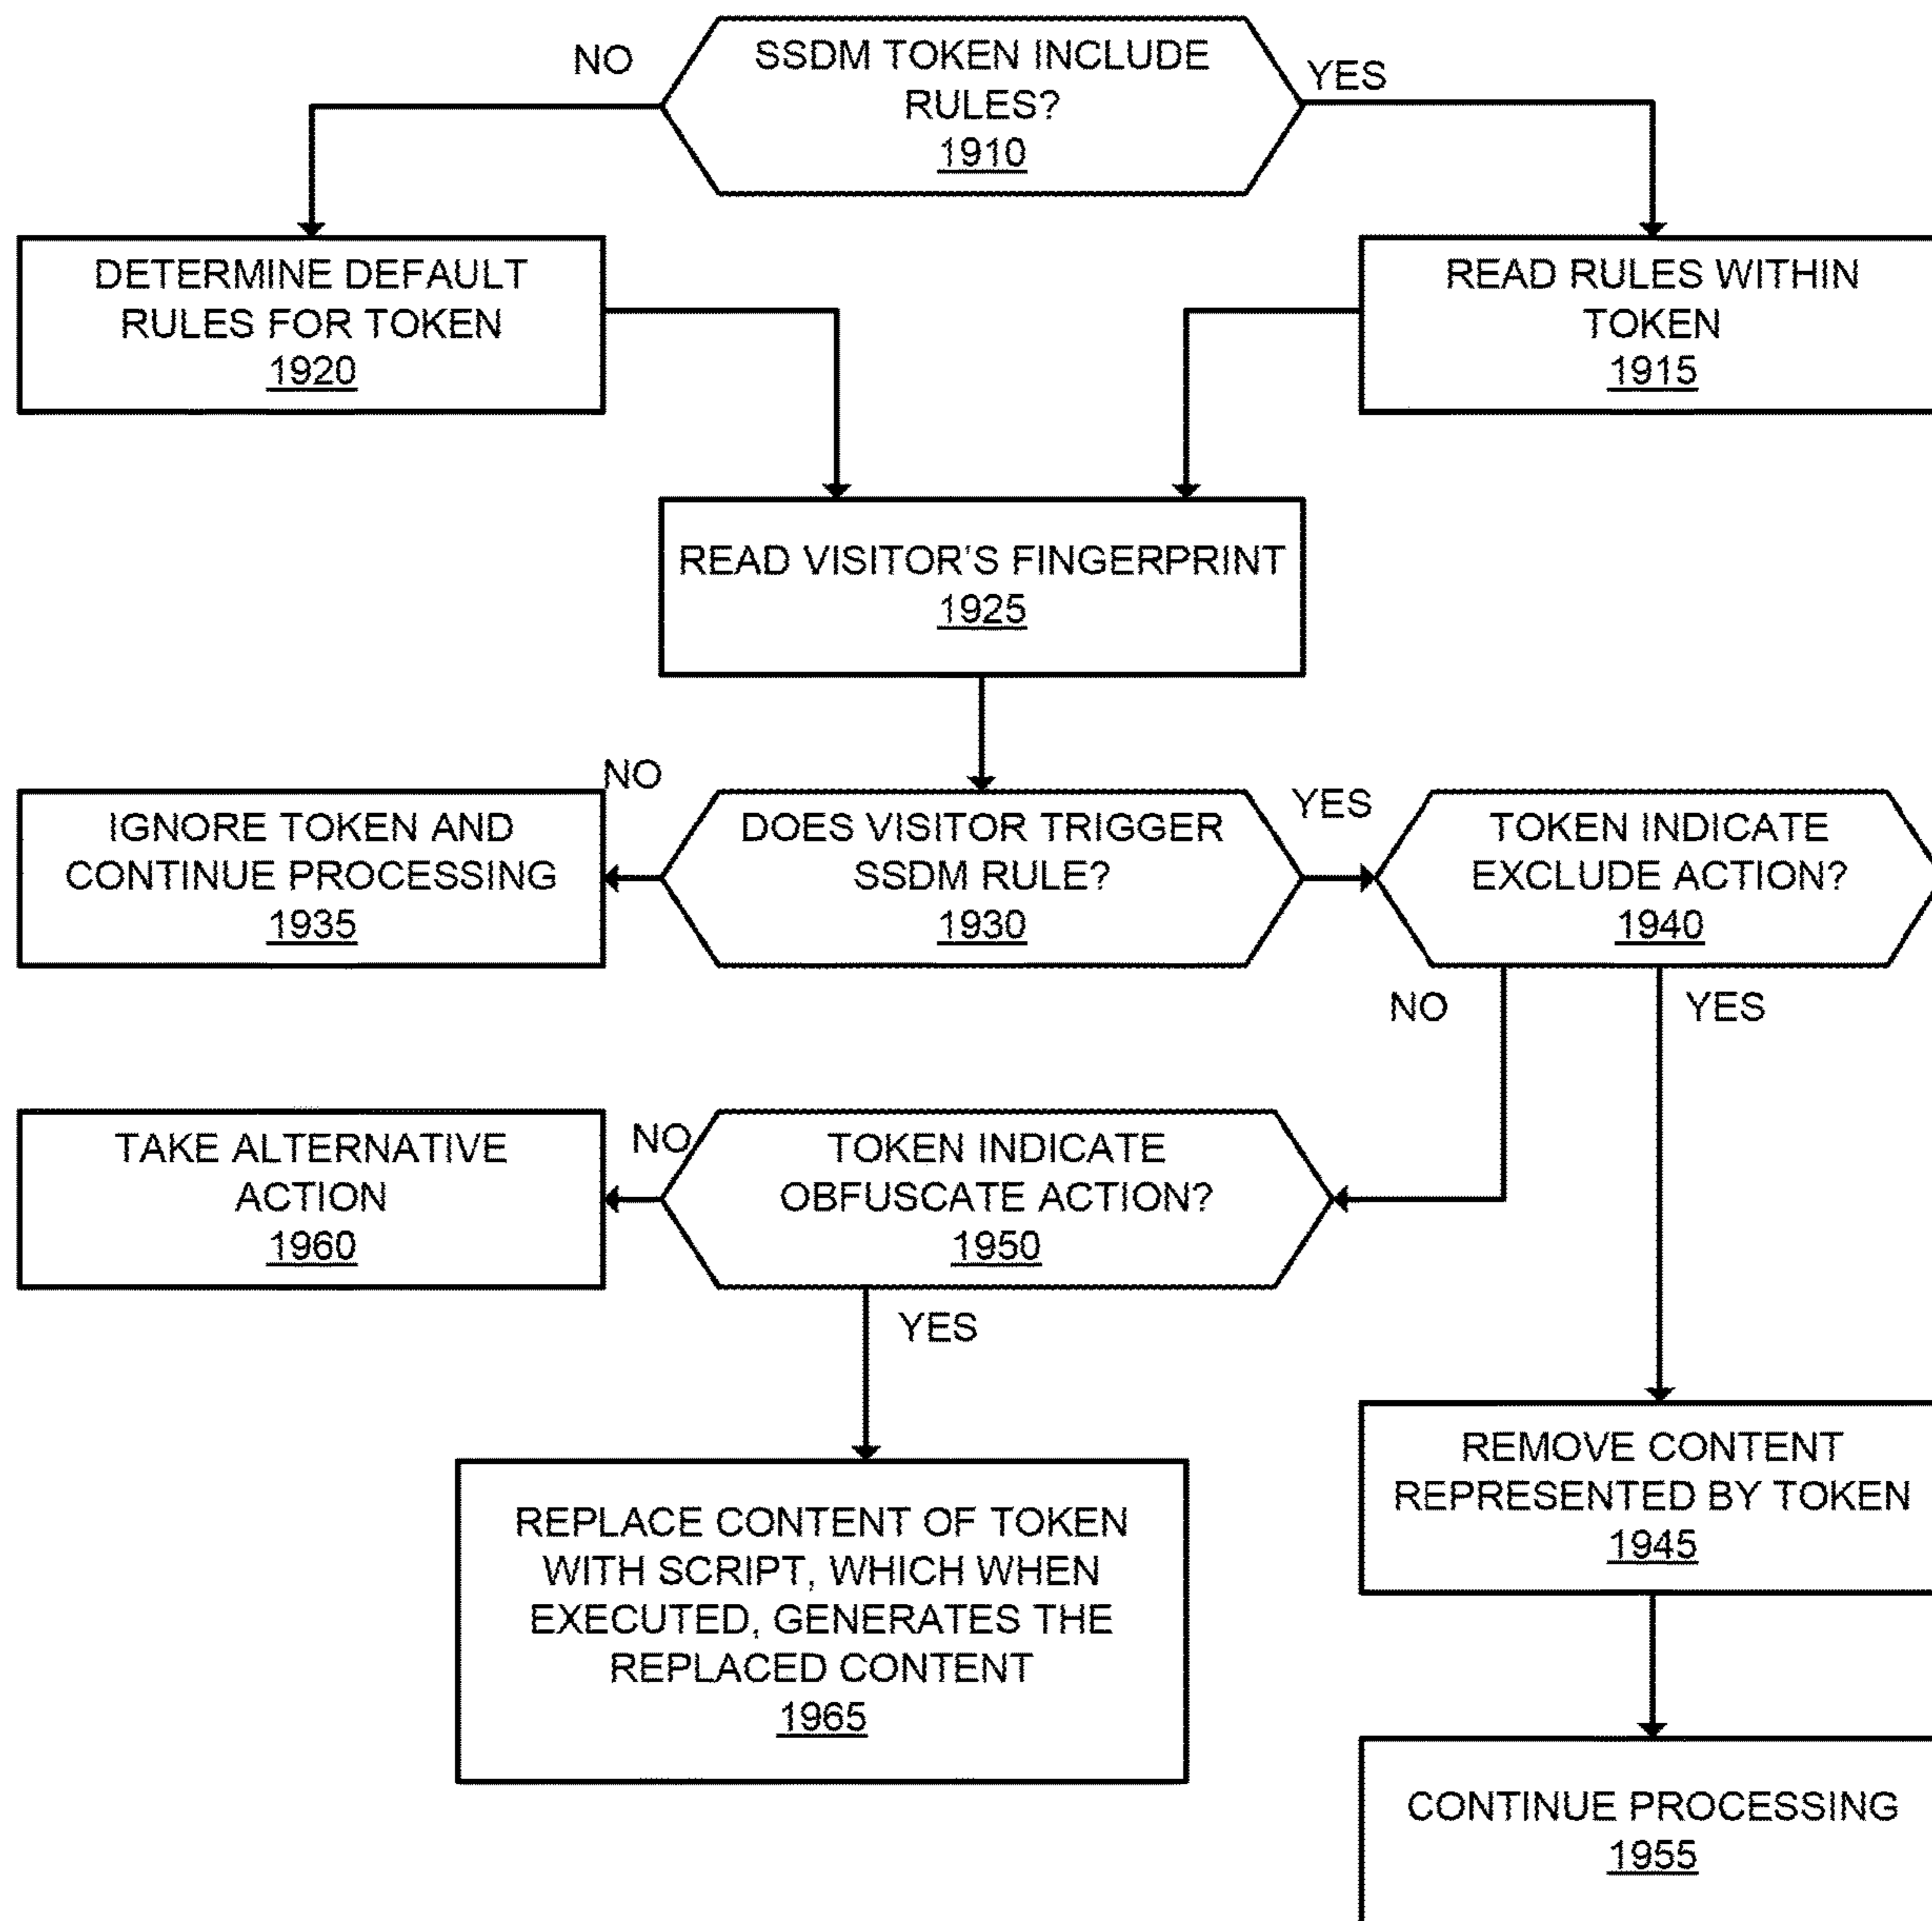 NO
SSDM TOKEN INCLUDE
RULES?
1910
YES
DETERMINE DEFAULT
RULES FOR TOKEN
1920
READ RULES WITHIN
TOKEN
1915
READ VISITOR'S FINGERPRINT
1925
IGNORE TOKEN AND
CONTINUE PROCESSING
1935
NO
DOES VISITOR TRIGGER
SSDM RULE?
1930
YES
TOKEN INDICATE
EXCLUDE ACTION?
1940
NO
YES
TAKE ALTERNATIVE
ACTION
1960
NO
TOKEN INDICATE
OBFUSCATE ACTION?
1950
YES
REPLACE CONTENT OF TOKEN
WITH SCRIPT, WHICH WHEN
EXECUTED, GENERATES THE
REPLACED CONTENT
1965
REMOVE CONTENT
REPRESENTED BY TOKEN
1945
CONTINUE PROCESSING
1955